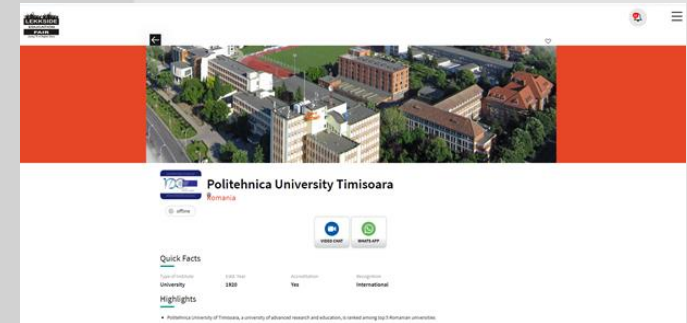 LEKKSIDE
EDUCATION
FAIR
Politehnica University Timisoara
Romania
offline
VIDEO CHAT
WHATS APP
Quick Facts
Type of Institute
Estd. Year
Accreditation
Recognition
University
1920
Yes
International
Highlights
• Politehnica University of Timisoara, a university of advanced research and education, is ranked among top 5 Romanian universities